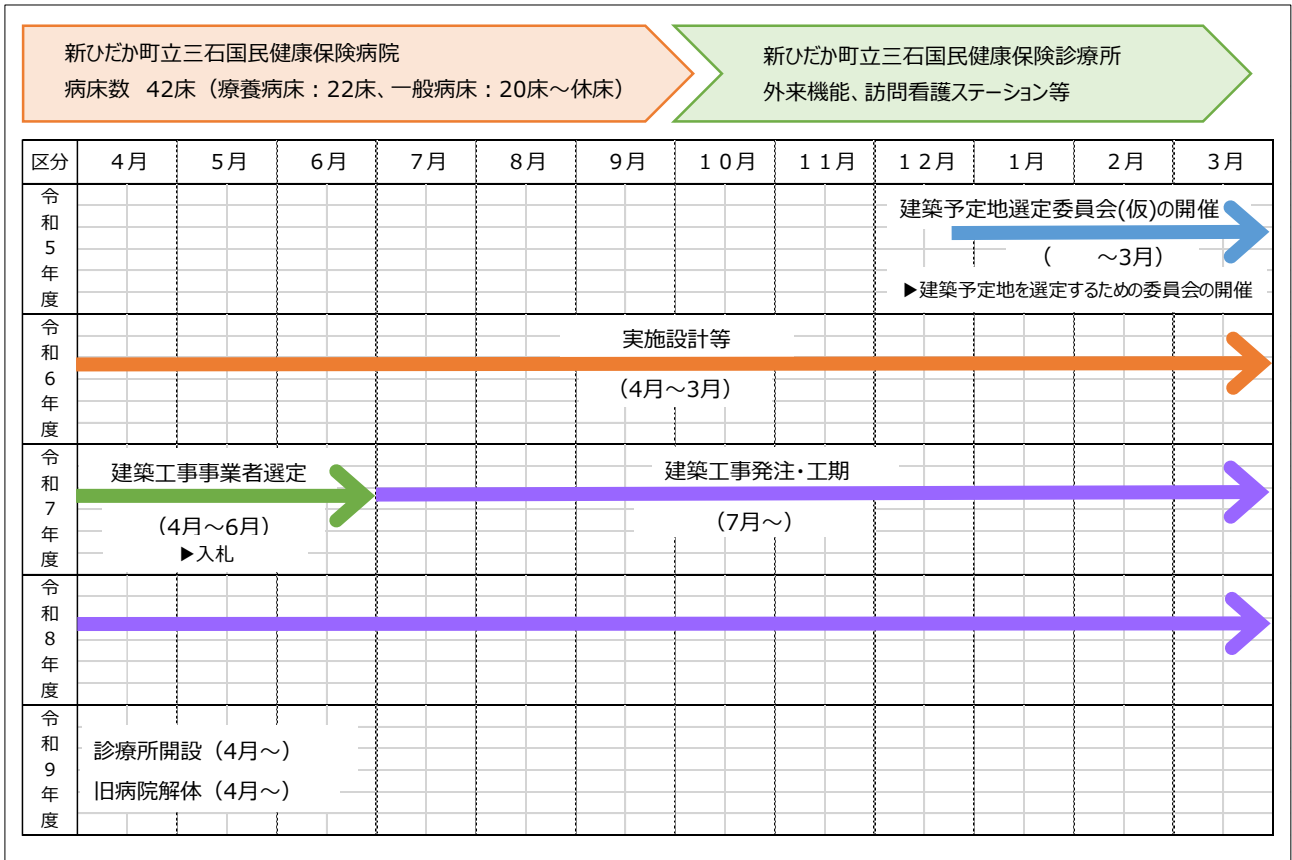 新ひだか町立三石国民健康保険病院
病床数 42床（療養病床：22床、一般病床：20床～休床）
新ひだか町立三石国民健康保険診療所
外来機能、訪問看護ステーション等
区分 4月 5月 6月 7月 8月 9月 10月 11月 12月 1月 2月 3月
令和5年度
建築予定地選定委員会(仮)の開催
（　　～3月）
▶建築予定地を選定するための委員会の開催
令和6年度
実施設計等
（4月～3月）
令和7年度
建築工事事業者選定
（4月～6月）
▶入札
建築工事発注・工期
（7月～）
令和8年度
令和9年度
診療所開設（4月～）
旧病院解体（4月～）